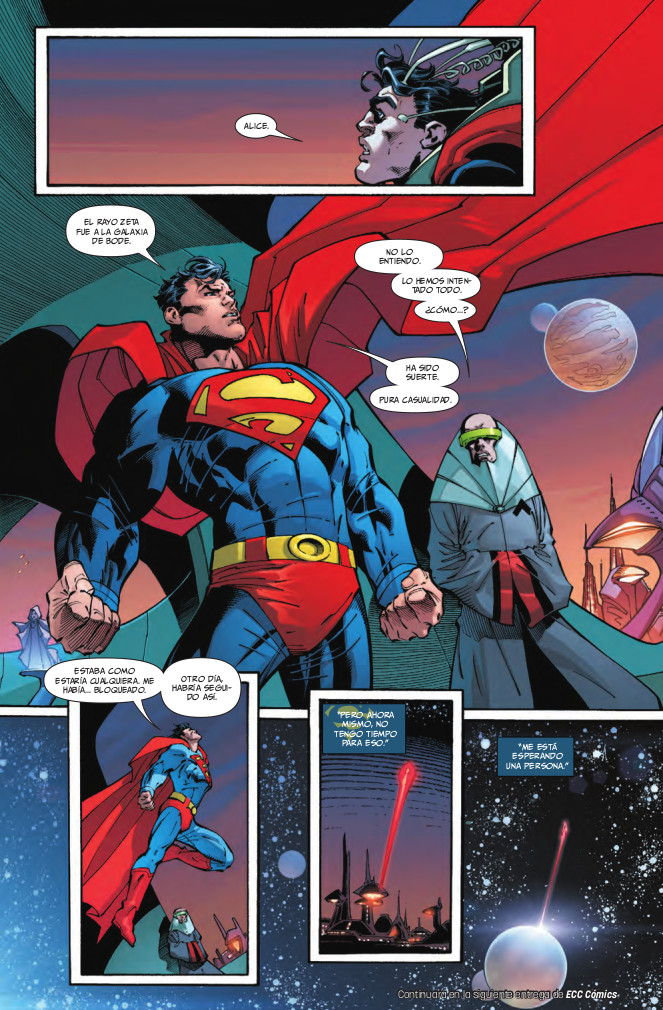 ALICE.
EL RAYO ZETA
FUE A LA GALAXIA
DE BODE.
NO LO
ENTIENDO.
LO HEMOS INTEN-
TADO TODO.
¿CÓMO...?
HA SIDO
SUERTE.
PURA CASUALIDAD.
ESTABA COMO
ESTARÍA CUALQUIERA. ME
HABÍA... BLOQUEADO.
OTRO DÍA,
HABRÍA SEGUI-
DO ASÍ.
"PERO AHORA
MISMO, NO
TENGO TIEMPO
PARA ESO."
"ME ESTÁ
ESPERANDO
UNA PERSONA."
Continuará en la siguiente entrega de ECC Cómics